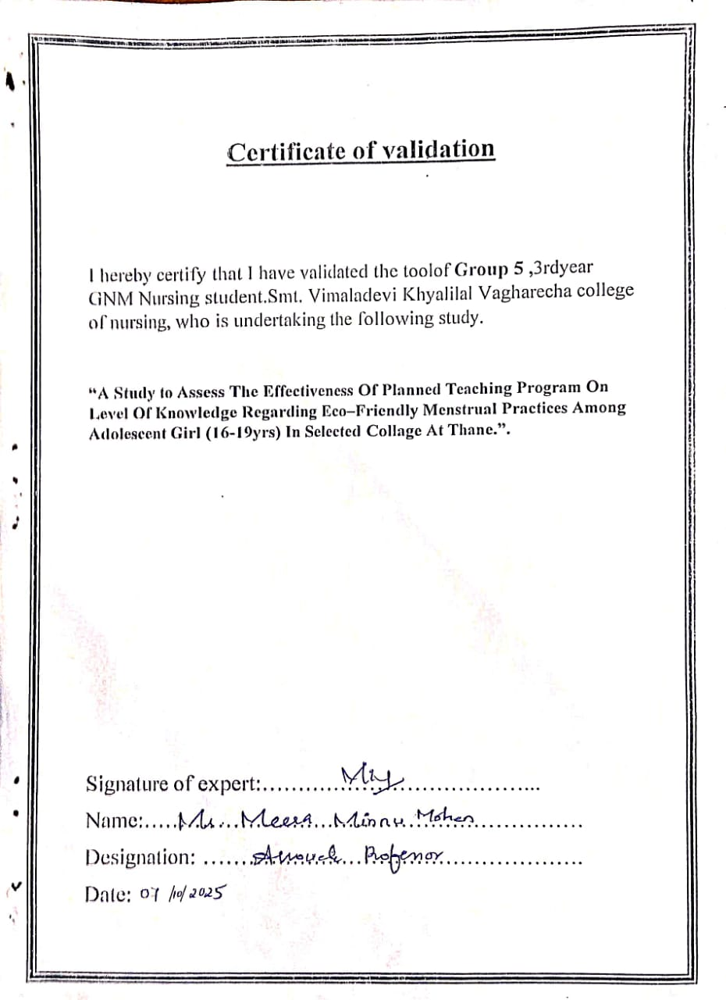 Certificate of validation
I hereby certify that I have validated the toolof Group 5 ,3rdyear
GNM Nursing student.Smt. Vimaladevi Khyalilal Vagharecha college
of nursing, who is undertaking the following study.
“A Study to Assess The Effectiveness Of Planned Teaching Program On
Level Of Knowledge Regarding Eco–Friendly Menstrual Practices Among
Adolescent Girl (16-19yrs) In Selected Collage At Thane.”.
Signature of expert:....................................................
Name:.....Ms...Meera...Minnu..Mohan....................
Designation: .......Associate...Professor.........................
Date: 07/10/2025